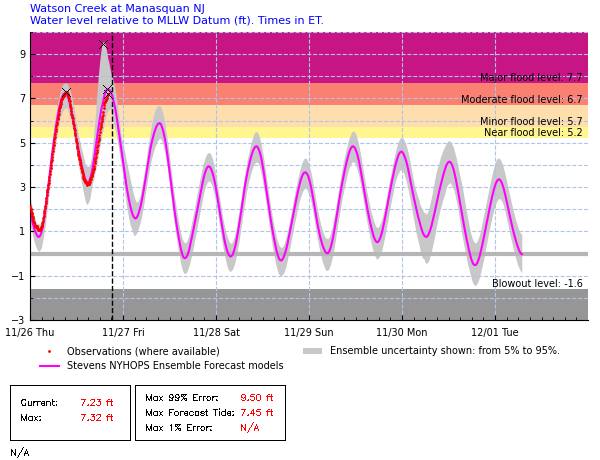 Watson Creek at Manasquan NJ
Water level relative to MLLW Datum (ft). Times in ET.
9
Major flood level: 7.7
7
Moderate flood level: 6.7
Minor flood level: 5.7
Near flood level: 5.2
5
3
1
−1
Blowout level: -1.6
−3
11/26 Thu 11/27 Fri 11/28 Sat 11/29 Sun 11/30 Mon 12/01 Tue
Observations (where available)
Ensemble uncertainty shown: from 5% to 95%.
Stevens NYHOPS Ensemble Forecast models
Current: 7.23 ft
Max: 7.32 ft
Max 99% Error: 9.50 ft
Max Forecast Tide: 7.45 ft
Max 1% Error: N/A
N/A